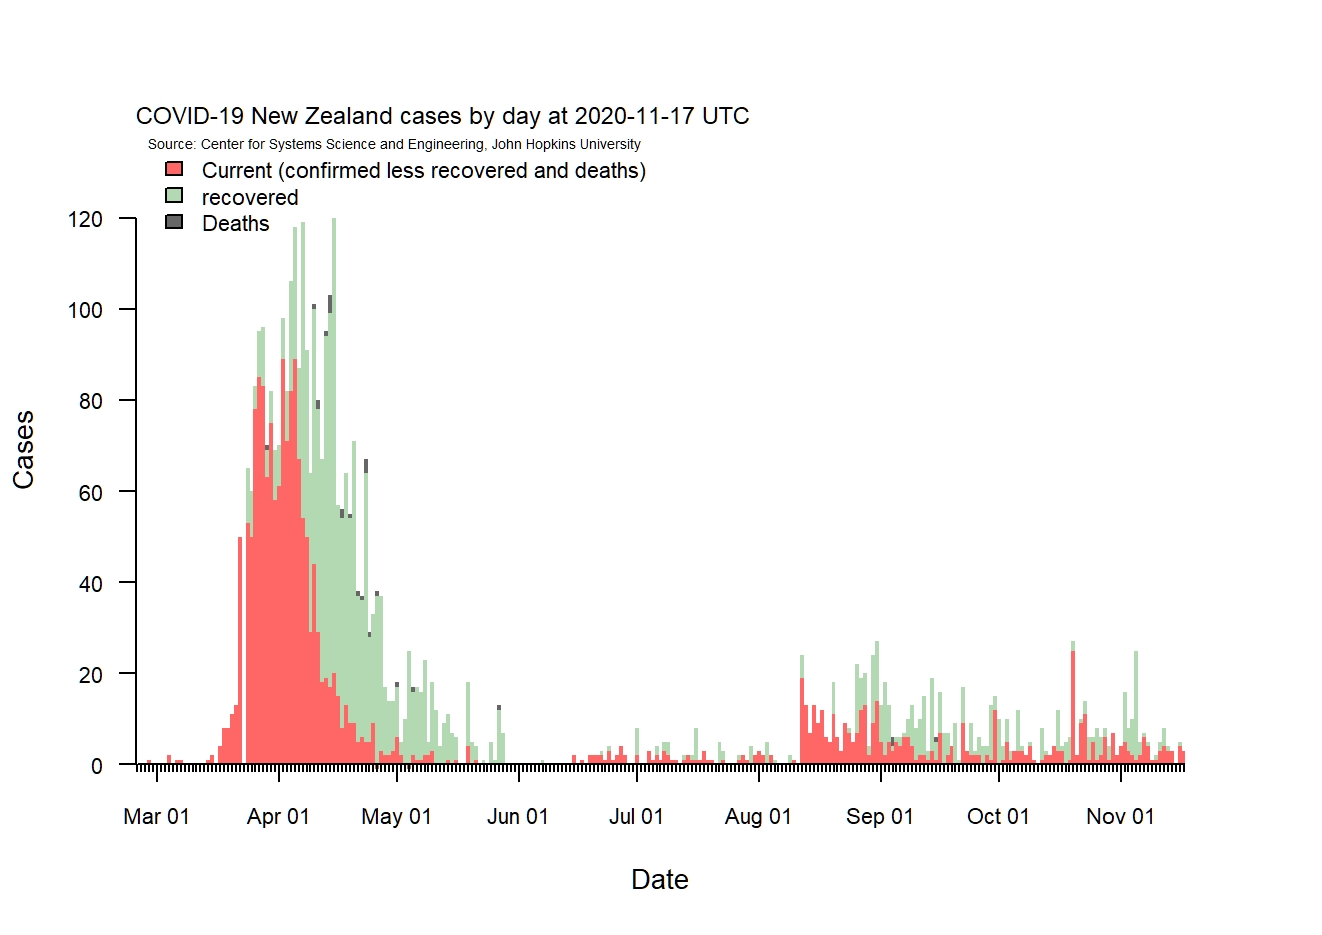 COVID-19 New Zealand cases by day at 2020-11-17 UTC
Source: Center for Systems Science and Engineering, John Hopkins University
Current (confirmed less recovered and deaths)
recovered
Deaths
120
100
80
60
40
20
0
Cases
Mar 01 Apr 01 May 01 Jun 01 Jul 01 Aug 01 Sep 01 Oct 01 Nov 01
Date